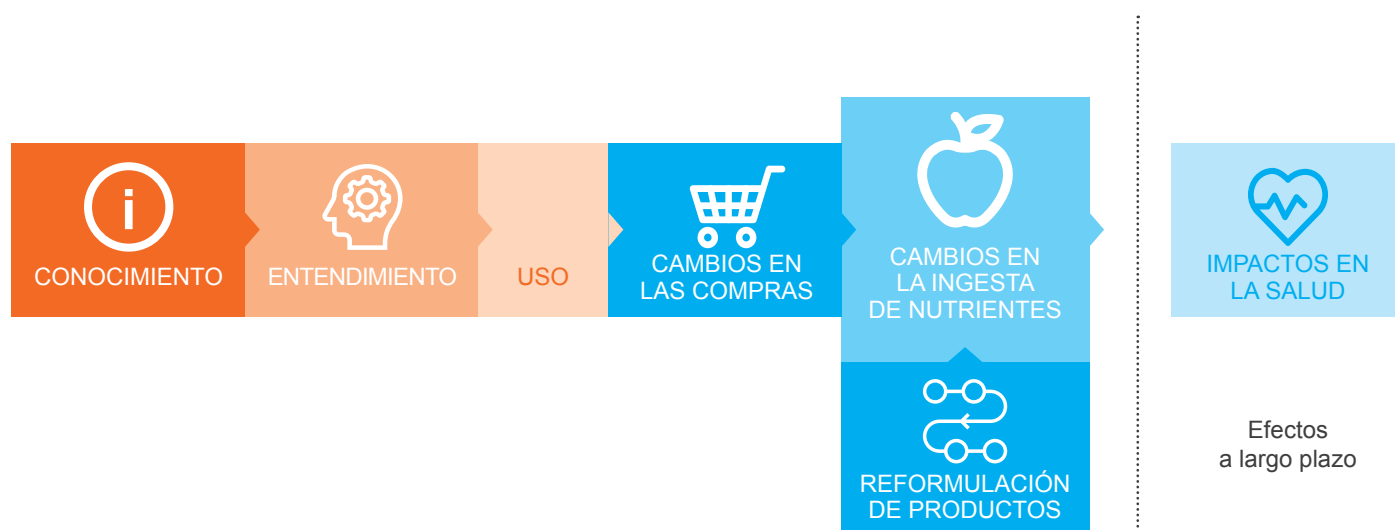 i
CONOCIMIENTO
ENTENDIMIENTO
USO
CAMBIOS EN
LAS COMPRAS
CAMBIOS EN
LA INGESTA
DE NUTRIENTES
REFORMULACIÓN
DE PRODUCTOS
IMPACTOS EN
LA SALUD
Efectos
a largo plazo